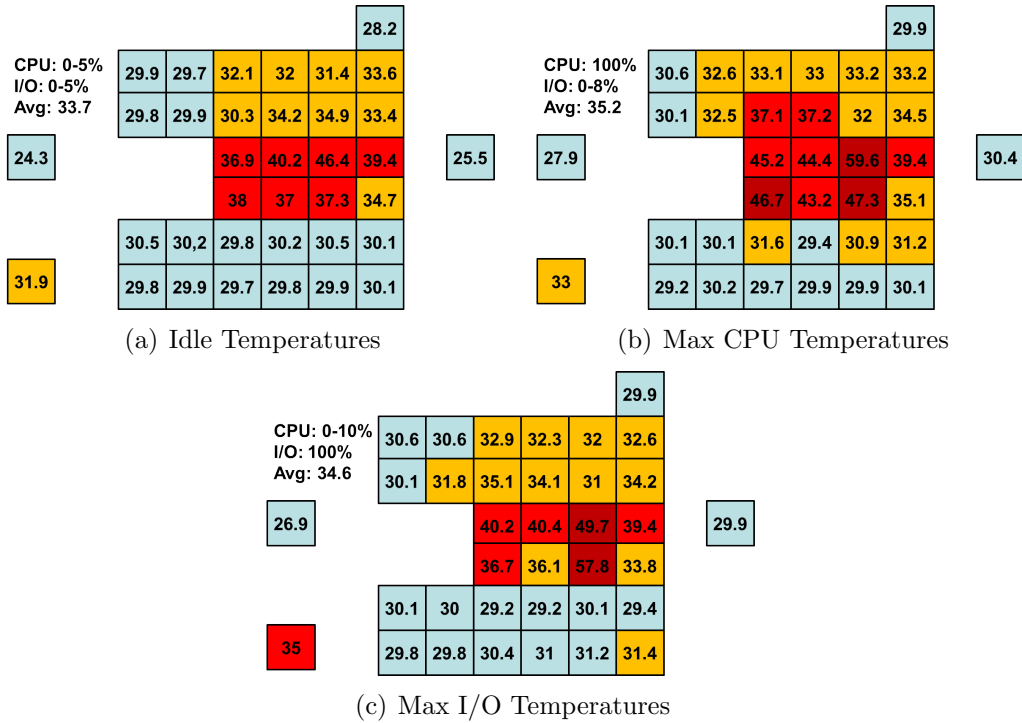 28.2
CPU: 0-5%
I/O: 0-5%
Avg: 33.7
29.9 29.7 32.1 32 31.4 33.6
29.8 29.9 30.3 34.2 34.9 33.4
24.3 36.9 40.2 46.4 39.4 25.5
38 37 37.3 34.7
30.5 30,2 29.8 30.2 30.5 30.1
31.9 29.8 29.9 29.7 29.8 29.9 30.1
(a) Idle Temperatures
29.9
CPU: 100%
I/O: 0-8%
Avg: 35.2
30.6 32.6 33.1 33 33.2 33.2
30.1 32.5 37.1 37.2 32 34.5
27.9 45.2 44.4 59.6 39.4 30.4
46.7 43.2 47.3 35.1
30.1 30.1 31.6 29.4 30.9 31.2
33 29.2 30.2 29.7 29.9 29.9 30.1
(b) Max CPU Temperatures
29.9
CPU: 0-10%
I/O: 100%
Avg: 34.6
30.6 30.6 32.9 32.3 32 32.6
30.1 31.8 35.1 34.1 31 34.2
26.9 40.2 40.4 49.7 39.4 29.9
36.7 36.1 57.8 33.8
30.1 30 29.2 29.2 30.1 29.4
35 29.8 29.8 30.4 31 31.2 31.4
(c) Max I/O Temperatures